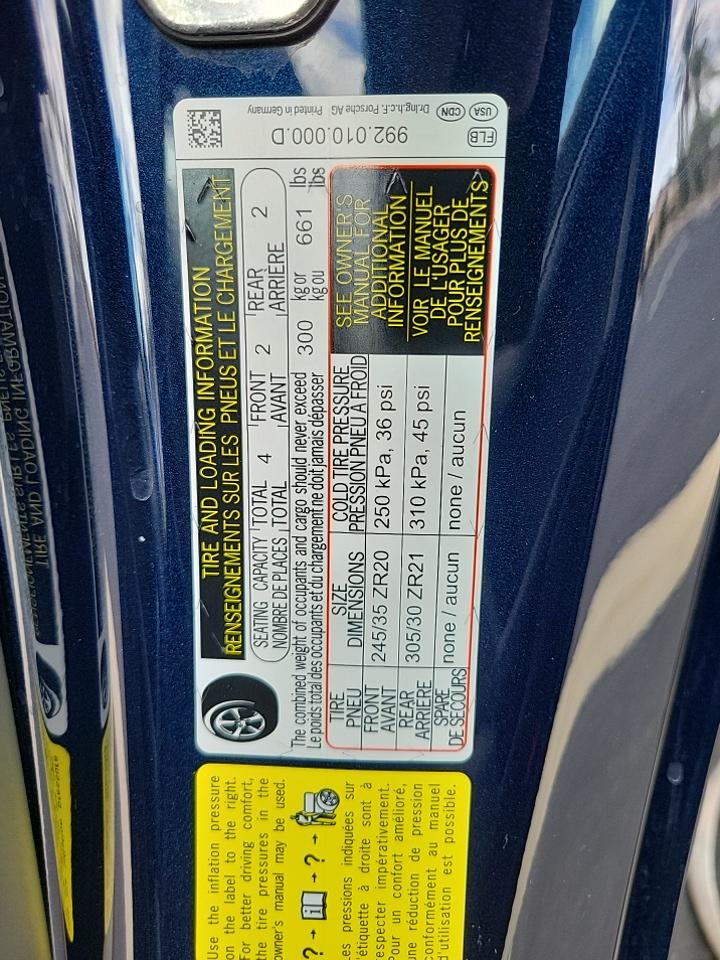 TIRE AND LOADING INFORMATION
RENSEIGNEMENTS SUR LES PNEUS ET LE CHARGEMENT
SEATING CAPACITY TOTAL 4 FRONT 2 REAR 2
NOMBRE DE PLACES TOTAL AVANT ARRIÈRE
The combined weight of occupants and cargo should never exceed 300 kg or 661 lbs
Le poids total des occupants et du chargement ne doit jamais dépasser kg ou lbs
TIRE SIZE COLD TIRE PRESSURE
PNEU DIMENSIONS PRESSION PNEU À FROID
FRONT 245/35 ZR20 250 kPa, 36 psi
AVANT
REAR 305/30 ZR21 310 kPa, 45 psi
ARRIÈRE
SPARE none / aucun none / aucun
DE SECOURS
SEE OWNER'S
MANUAL FOR
ADDITIONAL
INFORMATION
VOIR LE MANUEL
DE L'USAGER
POUR PLUS DE
RENSEIGNEMENTS
992.010.000.D FLB
Dr.Ing.h.c.F. Porsche AG Printed in Germany CDN USA
Use the inflation pressure
on the label to the right.
For better driving comfort,
the tire pressures in the
owner's manual may be used.
? → i → ? →
Les pressions indiquées sur
l'étiquette à droite sont à
respecter impérativement.
Pour un confort amélioré,
une réduction de pression
conformément au manuel
d'utilisation est possible.
TIRE AND LOADING INFORMATION